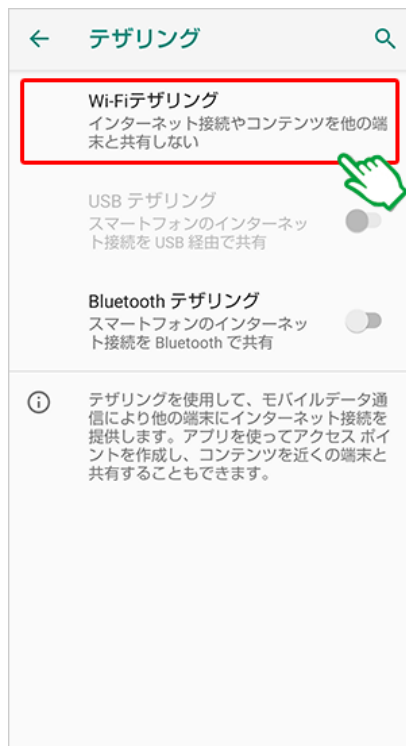 テザリング
Wi-Fiテザリング
インターネット接続やコンテンツを他の端
末と共有しない
USB テザリング
スマートフォンのインターネッ
ト接続を USB 経由で共有
Bluetooth テザリング
スマートフォンのインターネッ
ト接続を Bluetooth で共有
テザリングを使用して、モバイルデータ通
信により他の端末にインターネット接続を
提供します。アプリを使ってアクセス ポイ
ントを作成し、コンテンツを近くの端末と
共有することもできます。